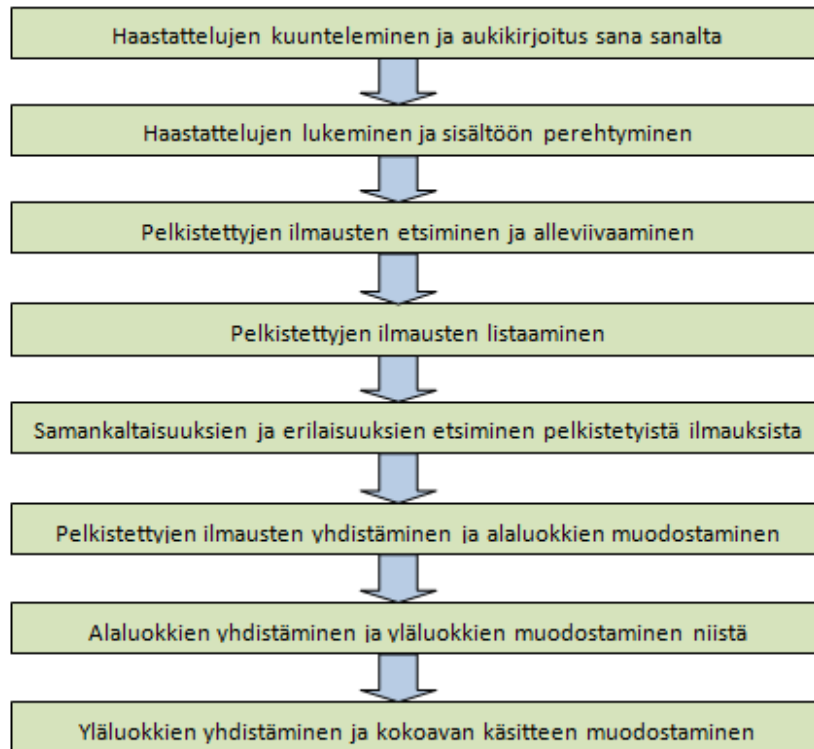 Haastattelujen kuunteleminen ja aukikirjoitus sana sanalta
Haastattelujen lukeminen ja sisältöön perehtyminen
Pelkistettyjen ilmausten etsiminen ja alleviivaaminen
Pelkistettyjen ilmausten listaaminen
Samankaltaisuuksien ja erilaisuuksien etsiminen pelkistetyistä ilmauksista
Pelkistettyjen ilmausten yhdistäminen ja alaluokkien muodostaminen
Alaluokkien yhdistäminen ja yläluokkien muodostaminen niistä
Yläluokkien yhdistäminen ja kokoavan käsitteen muodostaminen